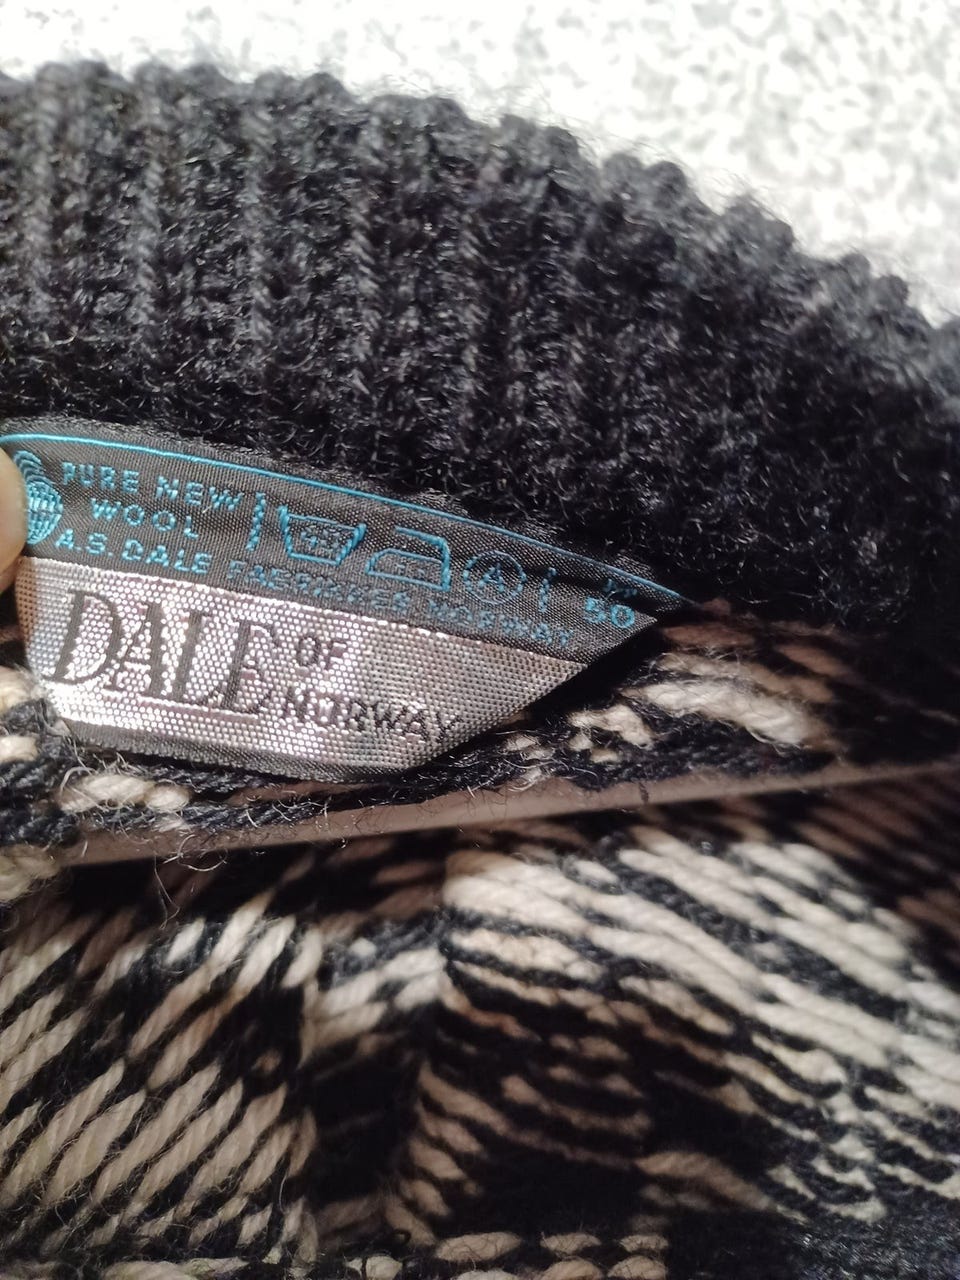 PURE NEW
WOOL
A.S. DALE FABRIKKER NORWAY
A
50
DALE OF
NORWAY